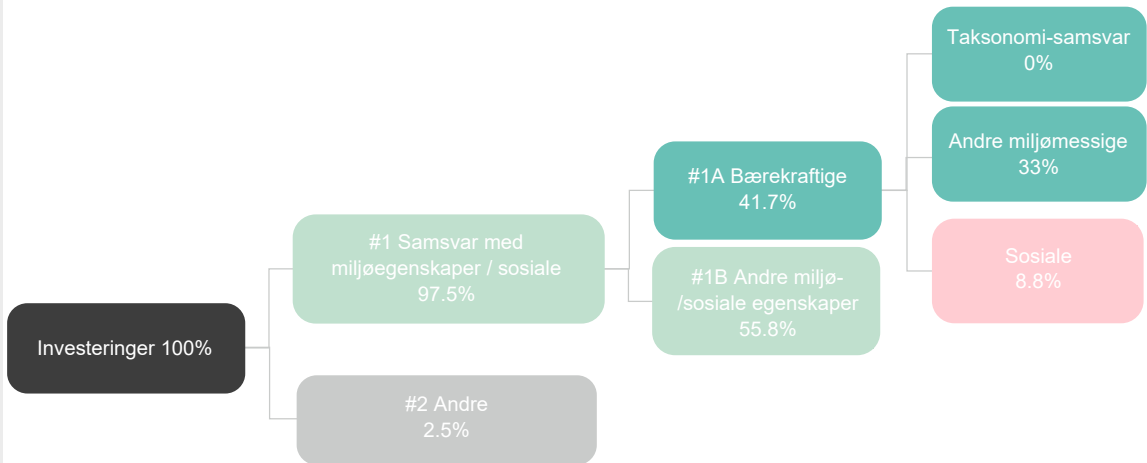 Taksonomi-samsvar
0%
Andre miljømessige
33%
#1A Bærekraftige
41.7%
#1 Samsvar med
miljøegenskaper / sosiale
97.5%
Sosiale
8.8%
#1B Andre miljø-
/sosiale egenskaper
55.8%
Investeringer 100%
#2 Andre
2.5%